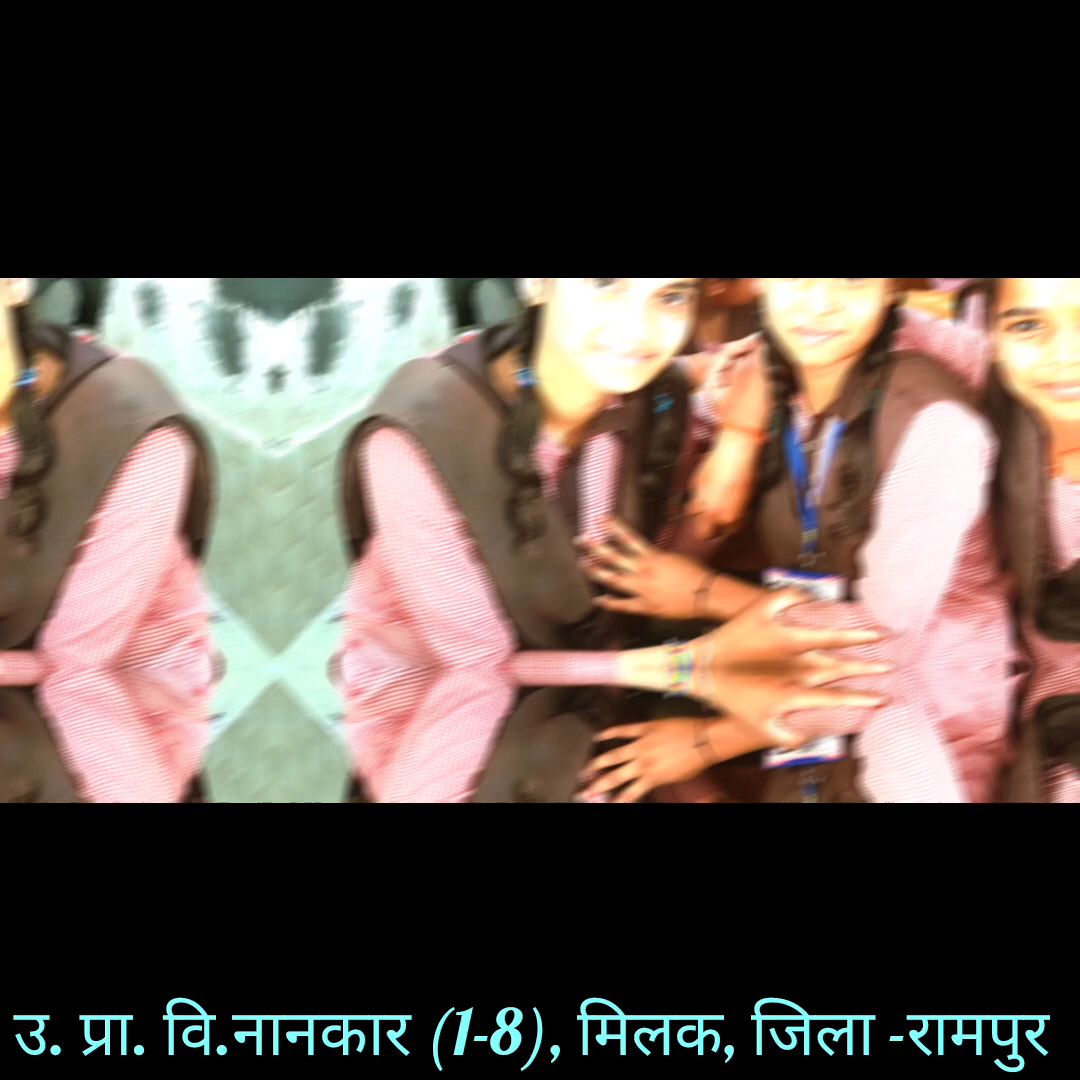 उ. प्रा. वि.नानकार (1-8), मिलक, जिला -रामपुर